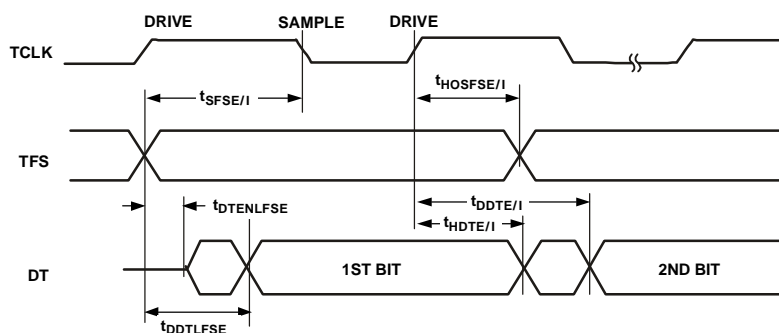 DRIVE SAMPLE DRIVE
TCLK
tSFSE/I
tHOSFSE/I
TFS
tDDTE/I
tDTENLFSE
tHDTE/I
DT
1ST BIT
2ND BIT
tDDTLFSE